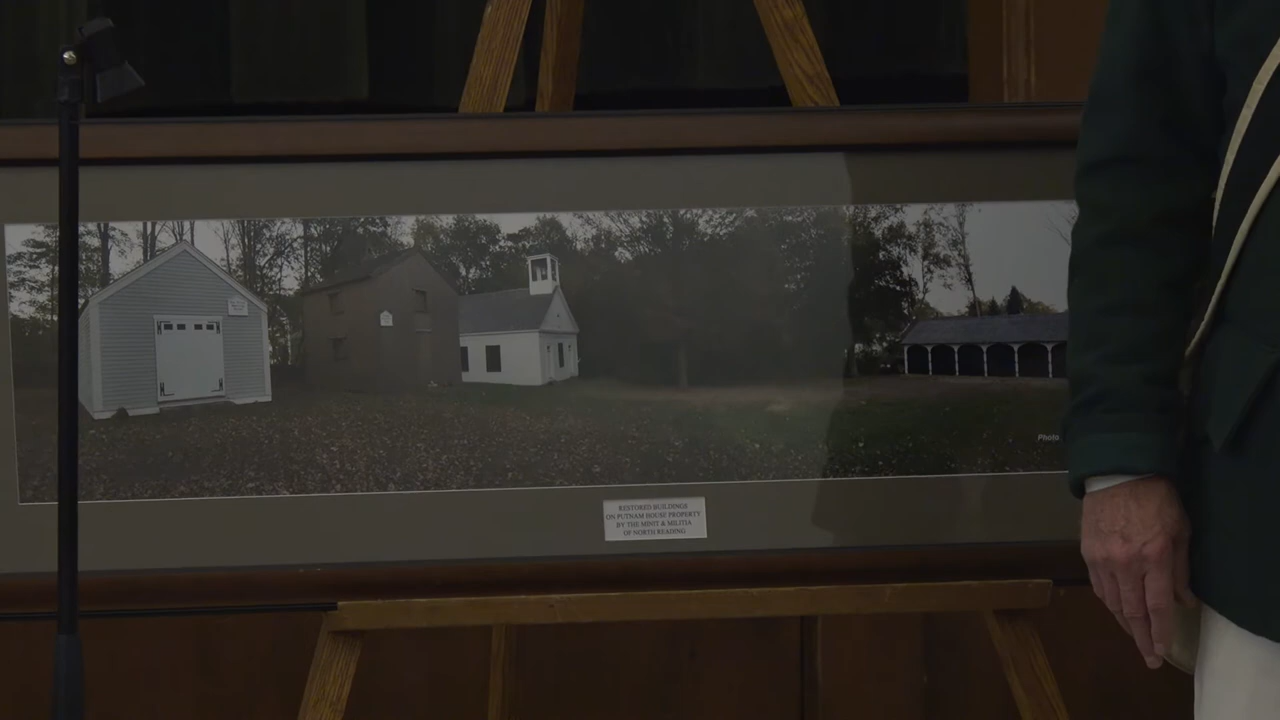 Photo
RESTORED BUILDINGS
ON PUTNAM HOUSE PROPERTY
BY THE MINIT & MILITIA
OF NORTH READING